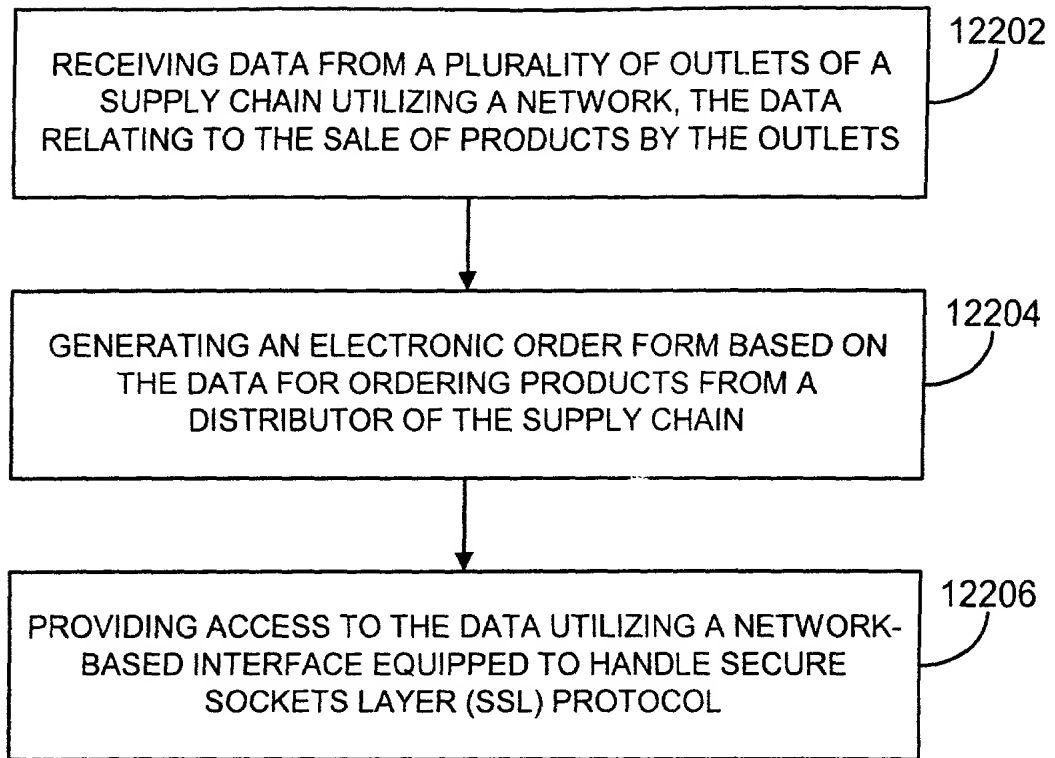 12202
RECEIVING DATA FROM A PLURALITY OF OUTLETS OF A
SUPPLY CHAIN UTILIZING A NETWORK, THE DATA
RELATING TO THE SALE OF PRODUCTS BY THE OUTLETS
12204
GENERATING AN ELECTRONIC ORDER FORM BASED ON
THE DATA FOR ORDERING PRODUCTS FROM A
DISTRIBUTOR OF THE SUPPLY CHAIN
12206
PROVIDING ACCESS TO THE DATA UTILIZING A NETWORK-
BASED INTERFACE EQUIPPED TO HANDLE SECURE
SOCKETS LAYER (SSL) PROTOCOL